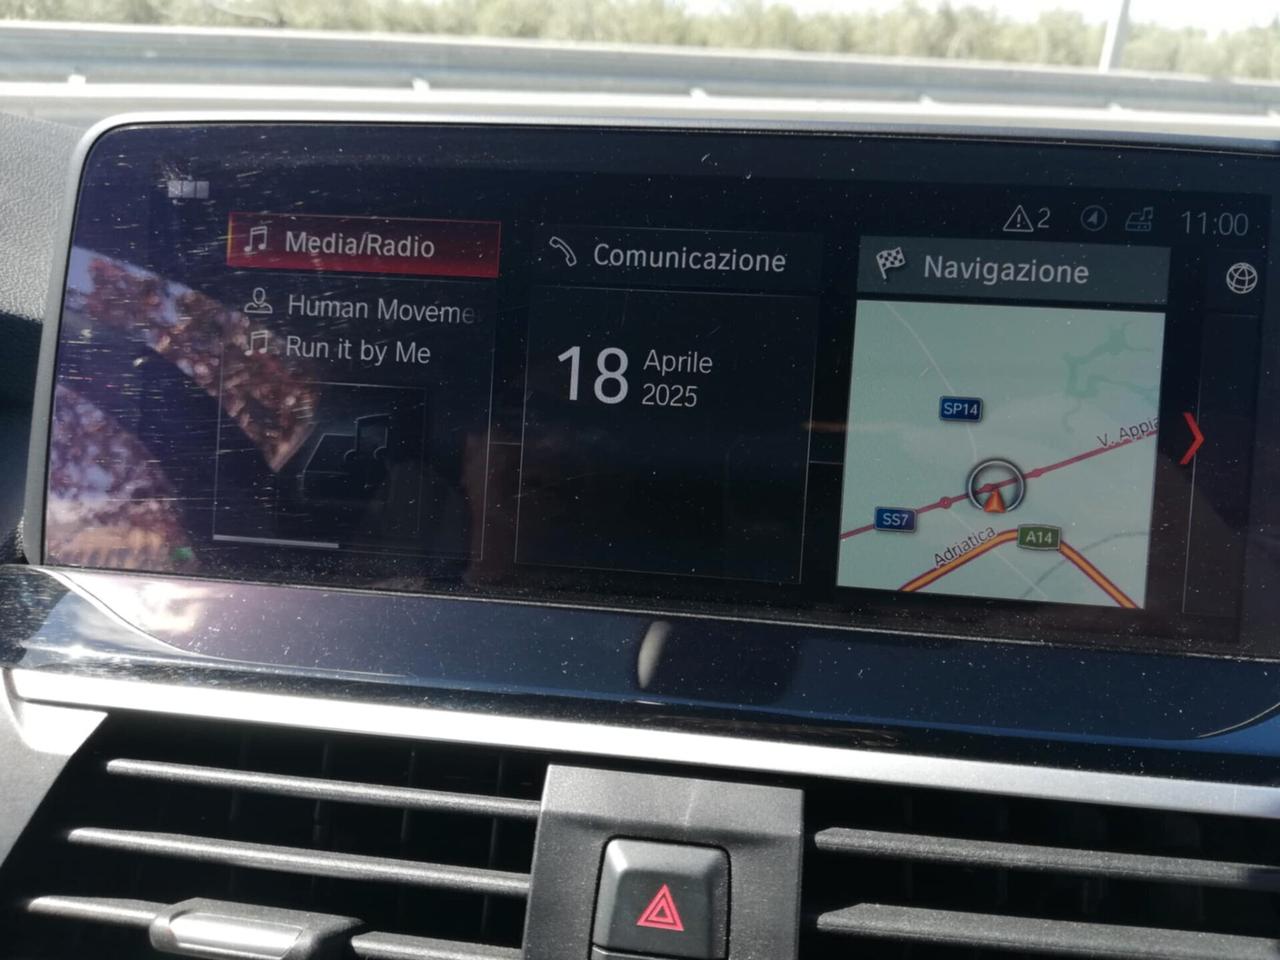 2
11:00
Media/Radio
Human Moveme
Run it by Me
Comunicazione
18 Aprile
2025
Navigazione
SP14
V. Appia
SS7
Adriatica
A14